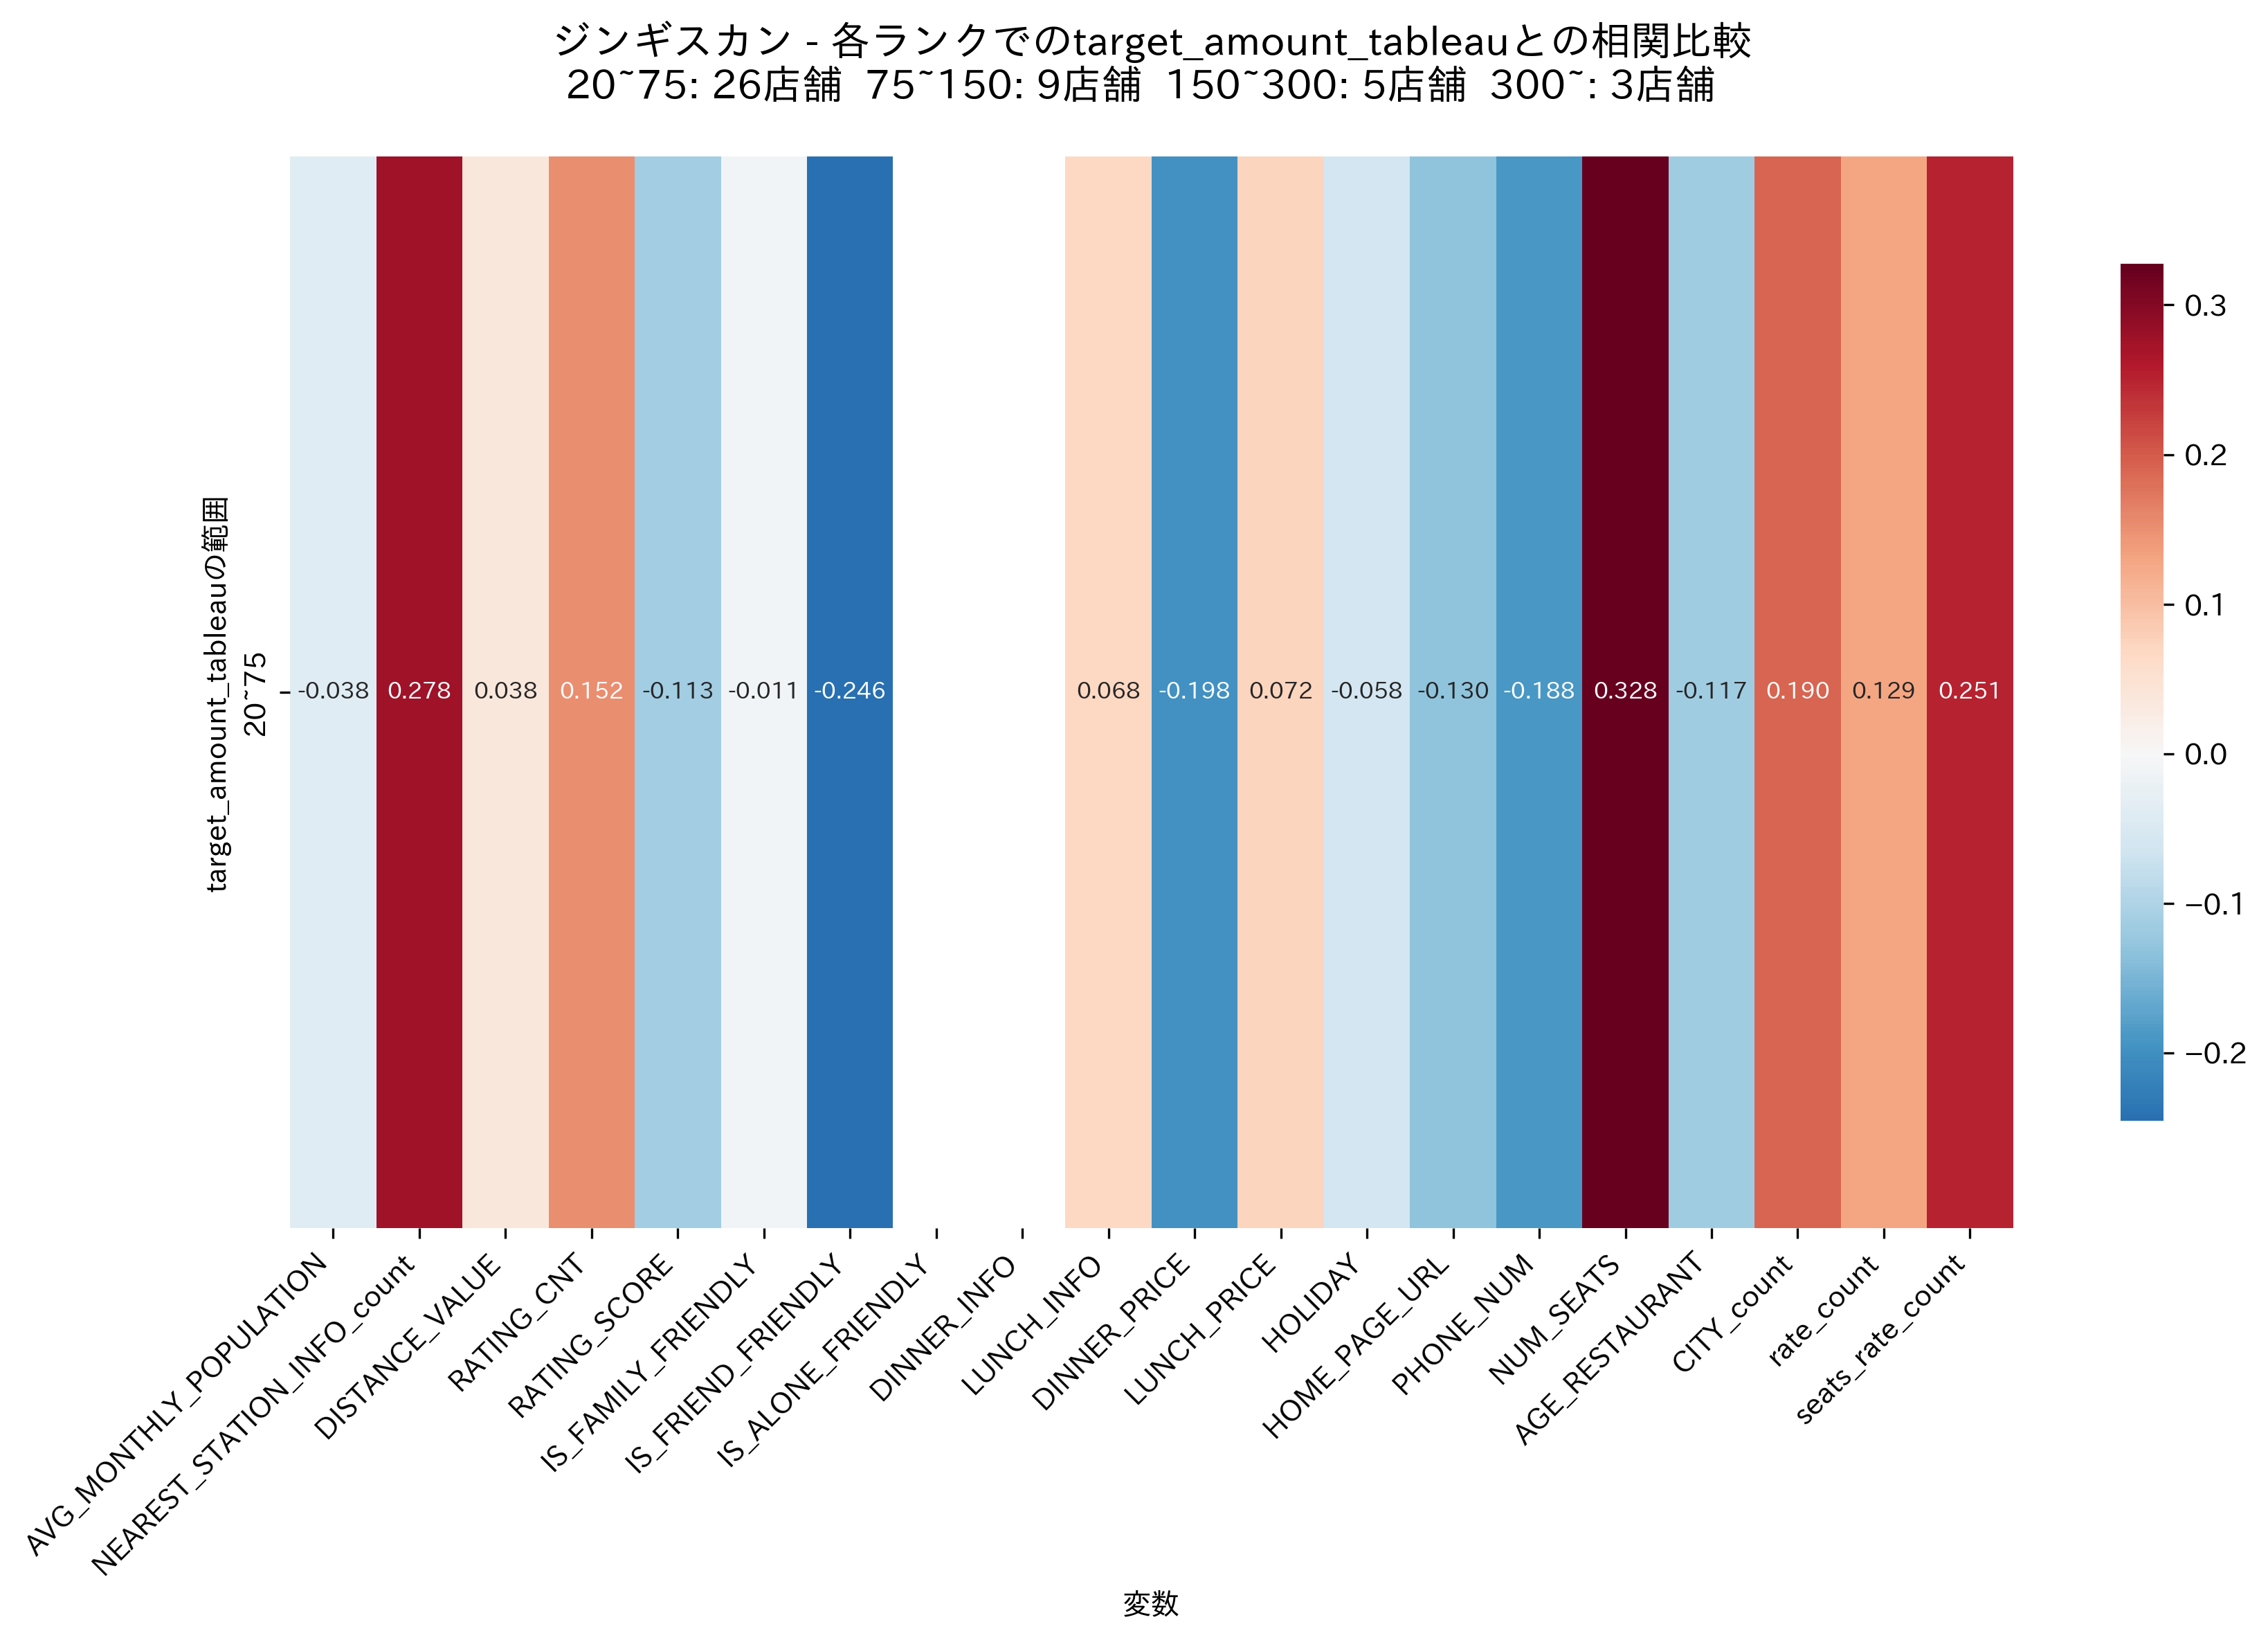 ジンギスカン - 各ランクでのtarget_amount_tableauとの相関比較
20~75: 26店舗  75~150: 9店舗  150~300: 5店舗  300~: 3店舗
target_amount_tableauの範囲
20~75
-0.038 0.278 0.038 0.152 -0.113 -0.011 -0.246 0.068 -0.198 0.072 -0.058 -0.130 -0.188 0.328 -0.117 0.190 0.129 0.251
0.3
0.2
0.1
0.0
−0.1
−0.2
AVG_MONTHLY_POPULATION
NEAREST_STATION_INFO_count
DISTANCE_VALUE
RATING_CNT
RATING_SCORE
IS_FAMILY_FRIENDLY
IS_FRIEND_FRIENDLY
IS_ALONE_FRIENDLY
DINNER_INFO
LUNCH_INFO
DINNER_PRICE
LUNCH_PRICE
HOLIDAY
HOME_PAGE_URL
PHONE_NUM
NUM_SEATS
AGE_RESTAURANT
CITY_count
rate_count
seats_rate_count
変数